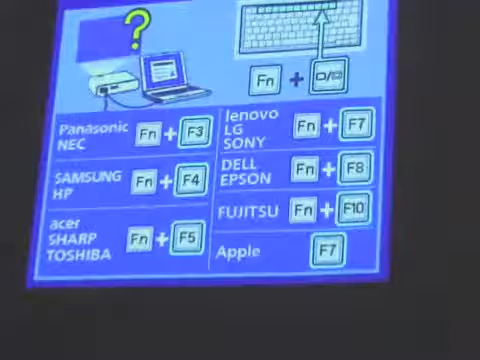 ?
Fn + □/□
Panasonic
NEC
Fn + F3
SAMSUNG
HP
Fn + F4
acer
SHARP
TOSHIBA
Fn + F5
lenovo
LG
SONY
Fn + F7
DELL
EPSON
Fn + F8
FUJITSU Fn + F10
Apple F7